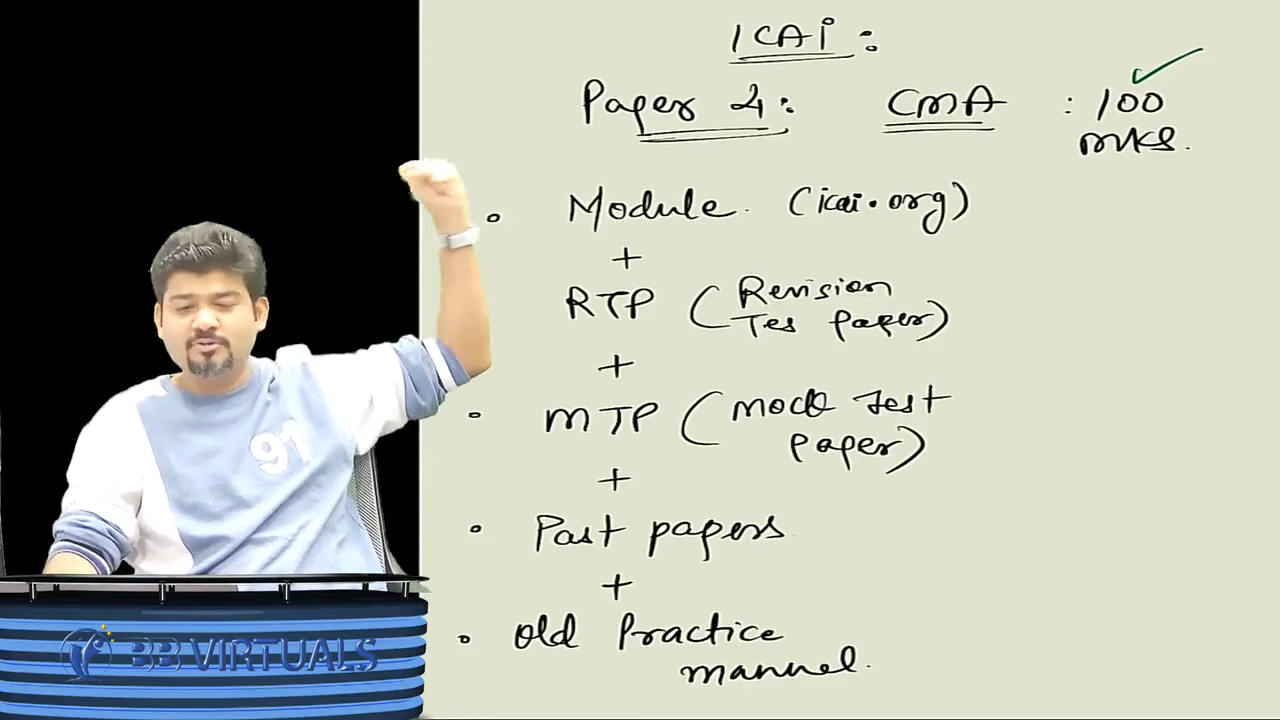 ICAI :
Paper 4 : CMA : 100
mks.
• Module. (icai.org)
+
RTP (Revision
Tes paper)
+
• MTP (Mock Test
paper)
+
• Past papers
+
• Old Practice
mannel.
91
BB VIRTUALS